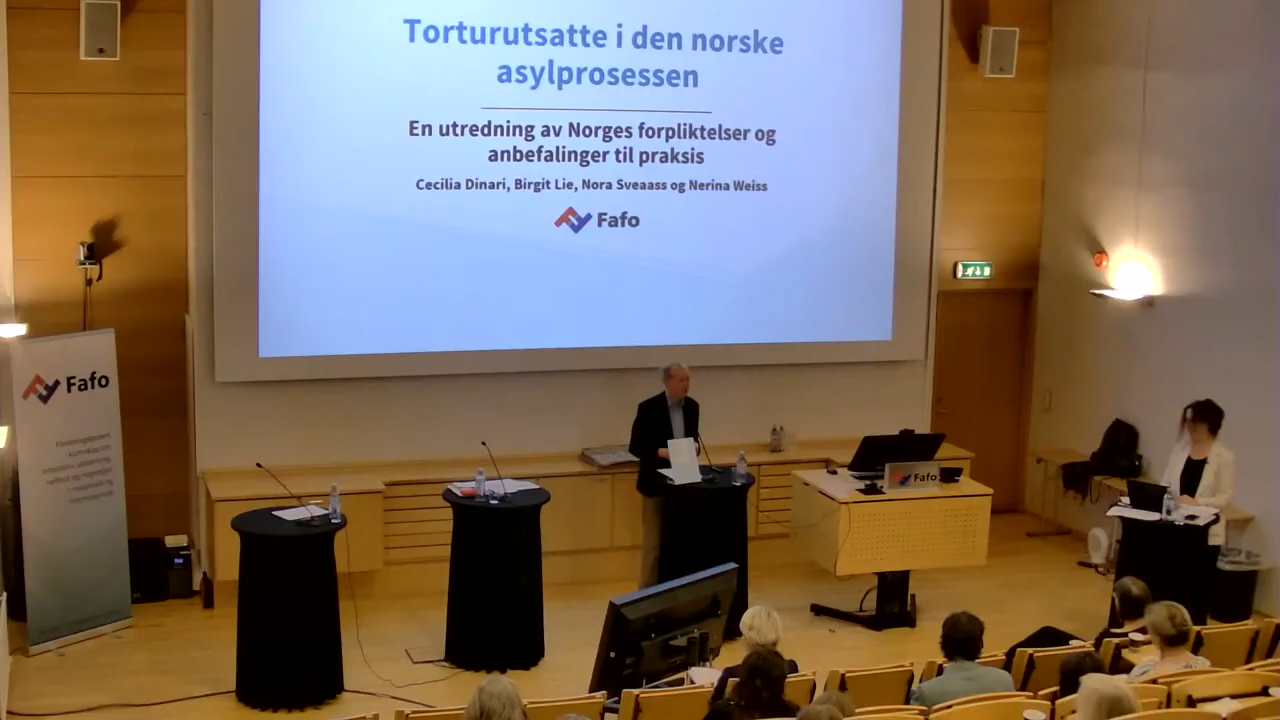 Torturutsatte i den norske
asylprosessen
En utredning av Norges forpliktelser og
anbefalinger til praksis
Cecilia Dinari, Birgit Lie, Nora Sveaass og Nerina Weiss
Fafo
Fafo
Fafo